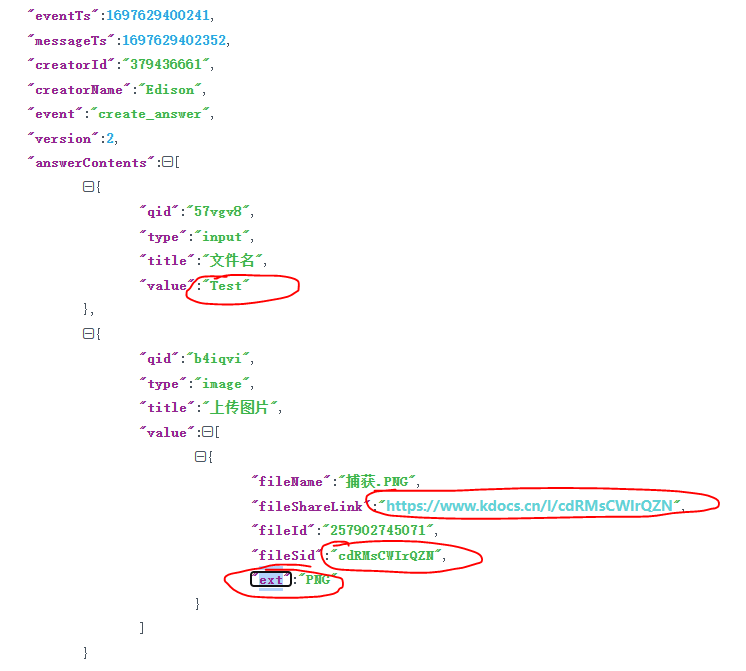 "eventTs":1697629400241,
"messageTs":1697629402352,
"creatorId":"379436661",
"creatorName":"Edison",
"event":"create_answer",
"version":2,
"answerContents":[
{
"qid":"57vgv8",
"type":"input",
"title":"文件名",
"value":"Test"
},
{
"qid":"b4iqvi",
"type":"image",
"title":"上传图片",
"value":[
{
"fileName":"捕获.PNG",
"fileShareLink":"https://www.kdocs.cn/l/cdRMsCWIrQZN",
"fileId":"257902745071",
"fileSid":"cdRMsCWIrQZN",
"ext":"PNG"
}
]
}